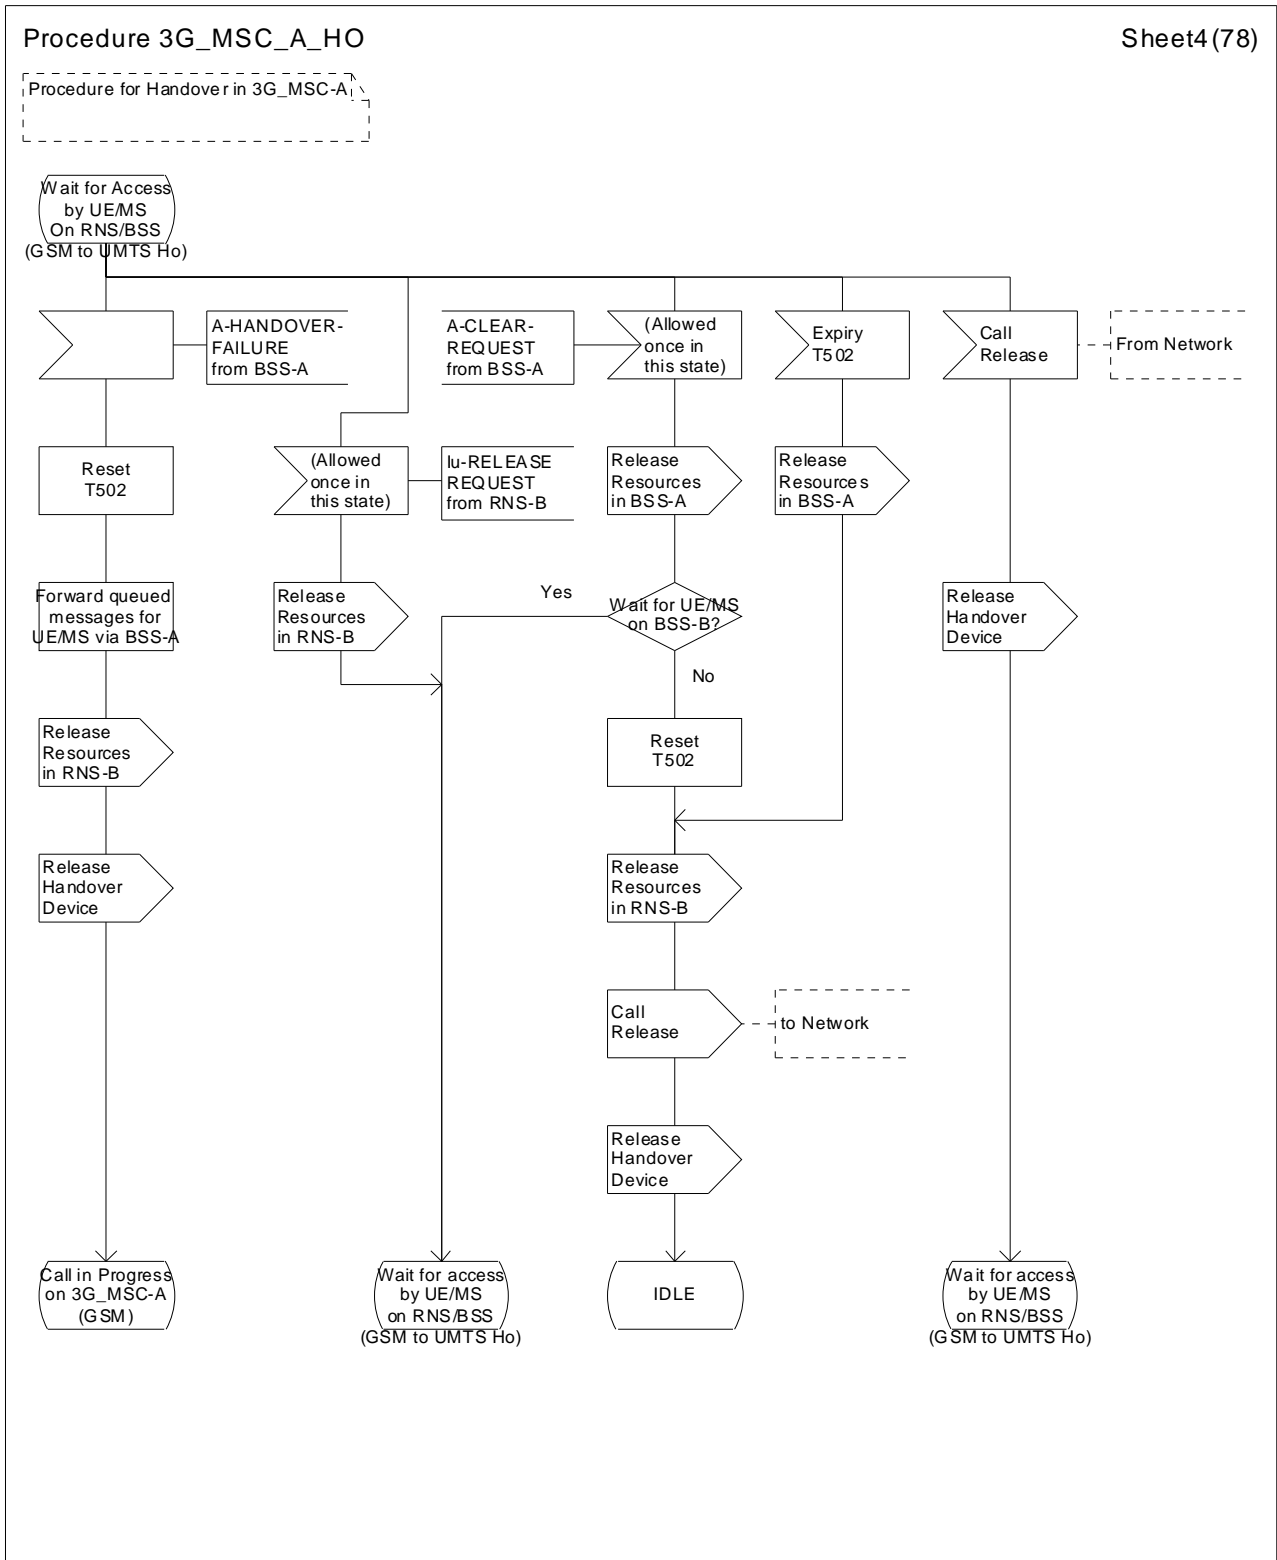 Procedure 3G_MSC_A_HO
Sheet4(78)
Procedure for Handover in 3G_MSC-A
Wait for Access
by UE/MS
On RNS/BSS
(GSM to UMTS Ho)
A-HANDOVER-
FAILURE
from BSS-A
A-CLEAR-
REQUEST
from BSS-A
(Allowed
once in
this state)
Expiry
T502
Call
Release
From Network
Reset
T502
(Allowed
once in
this state)
Iu-RELEASE
REQUEST
from RNS-B
Release
Resources
in BSS-A
Release
Resources
in BSS-A
Forward queued
messages for
UE/MS via BSS-A
Release
Resources
in RNS-B
Yes
Wait for UE/MS
on BSS-B?
No
Release
Handover
Device
Release
Resources
in RNS-B
Reset
T502
Release
Handover
Device
Release
Resources
in RNS-B
Call
Release
to Network
Release
Handover
Device
Call in Progress
on 3G_MSC-A
(GSM)
Wait for access
by UE/MS
on RNS/BSS
(GSM to UMTS Ho)
IDLE
Wait for access
by UE/MS
on RNS/BSS
(GSM to UMTS Ho)